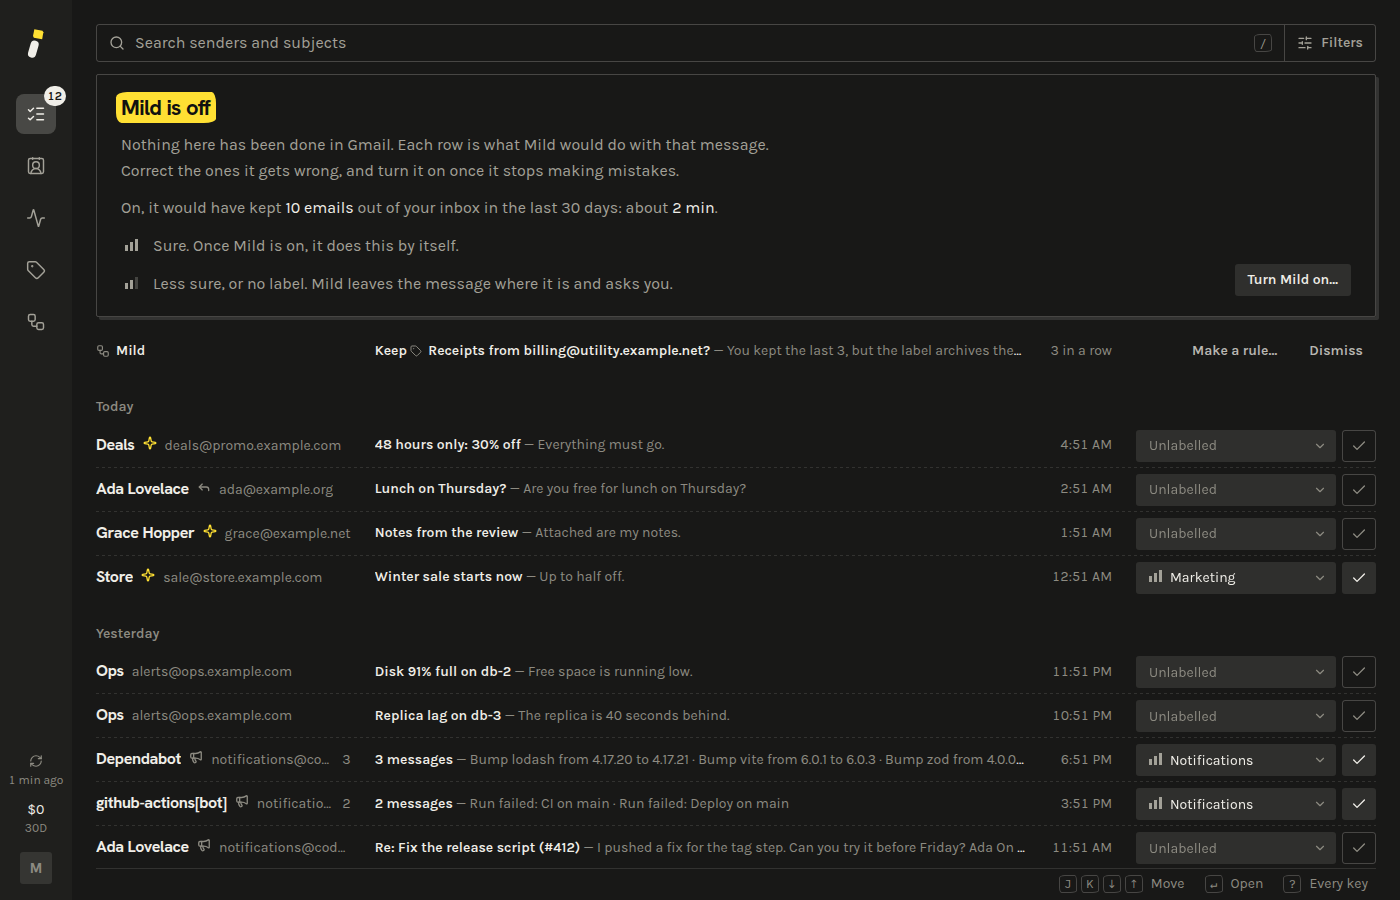 Search senders and subjects / Filters
12
Mild is off
Nothing here has been done in Gmail. Each row is what Mild would do with that message.
Correct the ones it gets wrong, and turn it on once it stops making mistakes.
On, it would have kept 10 emails out of your inbox in the last 30 days: about 2 min.
Sure. Once Mild is on, it does this by itself.
Less sure, or no label. Mild leaves the message where it is and asks you.
Turn Mild on...
Mild Keep Receipts from billing@utility.example.net? — You kept the last 3, but the label archives the... 3 in a row Make a rule... Dismiss
Today
Deals deals@promo.example.com 48 hours only: 30% off — Everything must go. 4:51 AM Unlabelled
Ada Lovelace ada@example.org Lunch on Thursday? — Are you free for lunch on Thursday? 2:51 AM Unlabelled
Grace Hopper grace@example.net Notes from the review — Attached are my notes. 1:51 AM Unlabelled
Store sale@store.example.com Winter sale starts now — Up to half off. 12:51 AM Marketing
Yesterday
Ops alerts@ops.example.com Disk 91% full on db-2 — Free space is running low. 11:51 PM Unlabelled
Ops alerts@ops.example.com Replica lag on db-3 — The replica is 40 seconds behind. 10:51 PM Unlabelled
Dependabot notifications@co... 3 3 messages — Bump lodash from 4.17.20 to 4.17.21 · Bump vite from 6.0.1 to 6.0.3 · Bump zod from 4.0.0... 6:51 PM Notifications
github-actions[bot] notificatio... 2 2 messages — Run failed: CI on main · Run failed: Deploy on main 3:51 PM Notifications
Ada Lovelace notifications@cod... Re: Fix the release script (#412) — I pushed a fix for the tag step. Can you try it before Friday? Ada On ... 11:51 AM Unlabelled
1 min ago
$0
30D
M
J K ↓ ↑ Move ↵ Open ? Every key